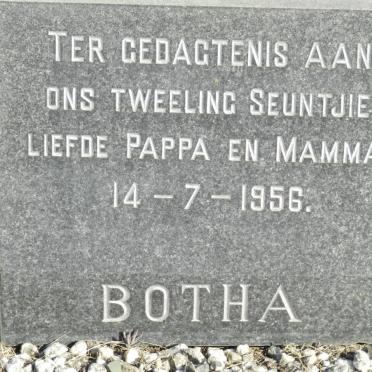 TER GEDAGTENIS AAN
ONS TWEELING SEUNTJIE
LIEFDE PAPPA EN MAMMA
14 – 7 – 1956.
BOTHA